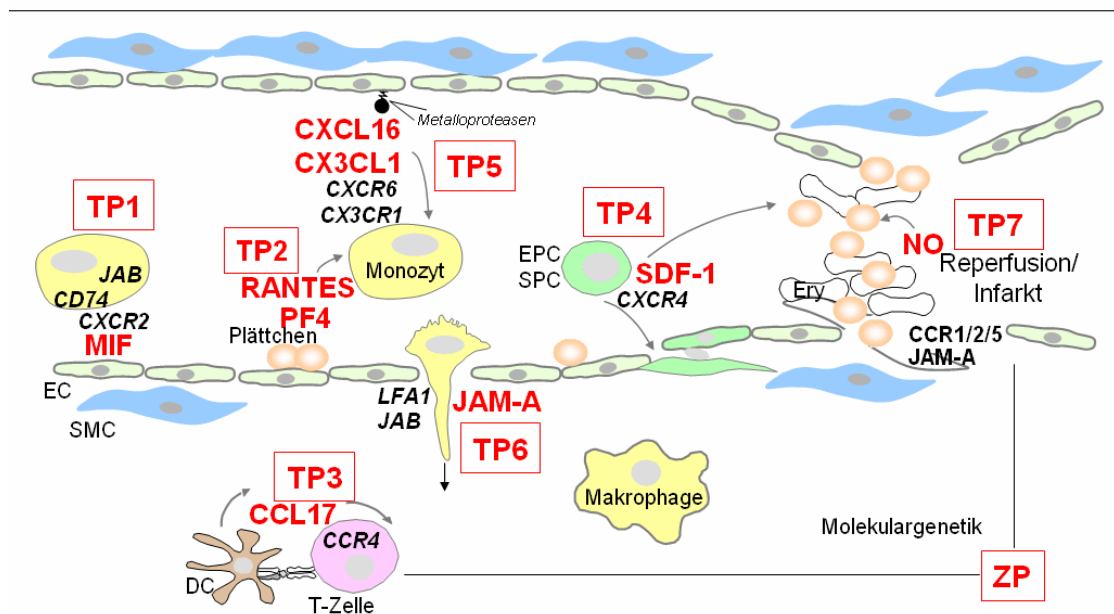 Metalloproteasen
CXCL16
CX3CL1
CXCR6
CX3CR1
TP5
TP1
JAB
CD74
CXCR2
MIF
TP2
RANTES
PF4
Plättchen
Monozyt
TP4
EPC
SPC
SDF-1
CXCR4
TP7
NO
Reperfusion/
Infarkt
Ery
CCR1/2/5
JAM-A
EC
SMC
LFA1
JAB
JAM-A
TP6
TP3
CCL17
CCR4
DC
T-Zelle
Makrophage
Molekulargenetik
ZP